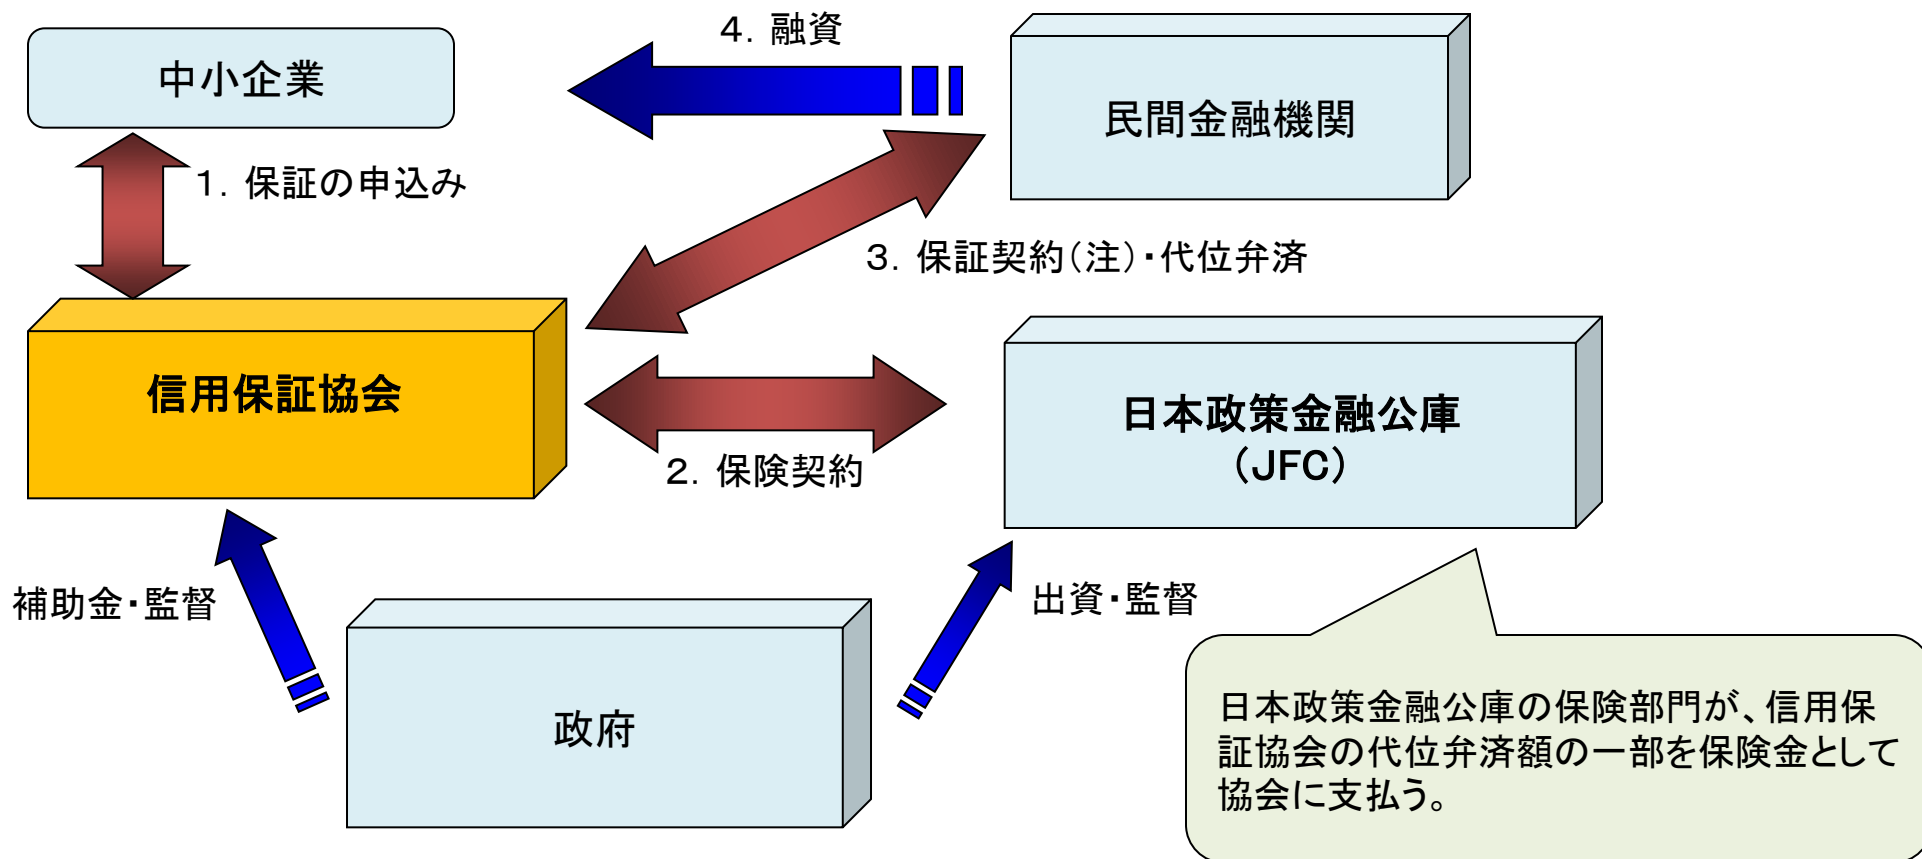 4．融資
中小企業
民間金融機関
1．保証の申込み
3．保証契約（注）・代位弁済
信用保証協会
日本政策金融公庫
（JFC）
2．保険契約
補助金・監督
出資・監督
政府
日本政策金融公庫の保険部門が、信用保
証協会の代位弁済額の一部を保険金として
協会に支払う。